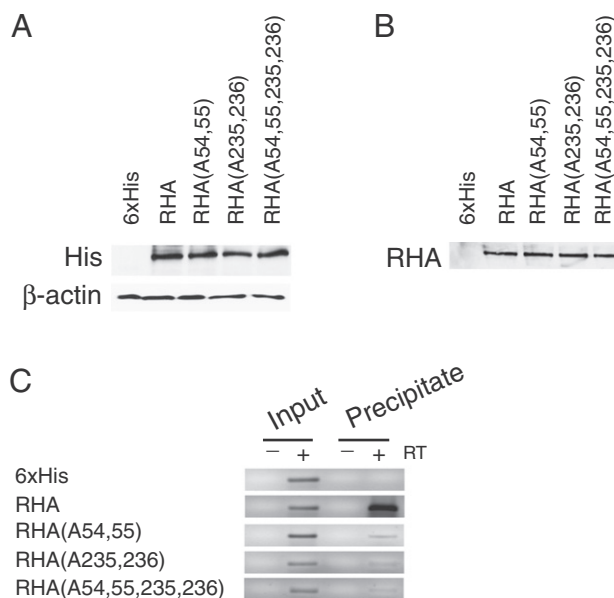 A
6xHis
RHA
RHA(A54,55)
RHA(A235,236)
RHA(A54,55,235,236)
His
β-actin
B
6xHis
RHA
RHA(A54,55)
RHA(A235,236)
RHA(A54,55,235,236)
RHA
C
Input Precipitate
− + − + RT
6xHis
RHA
RHA(A54,55)
RHA(A235,236)
RHA(A54,55,235,236)